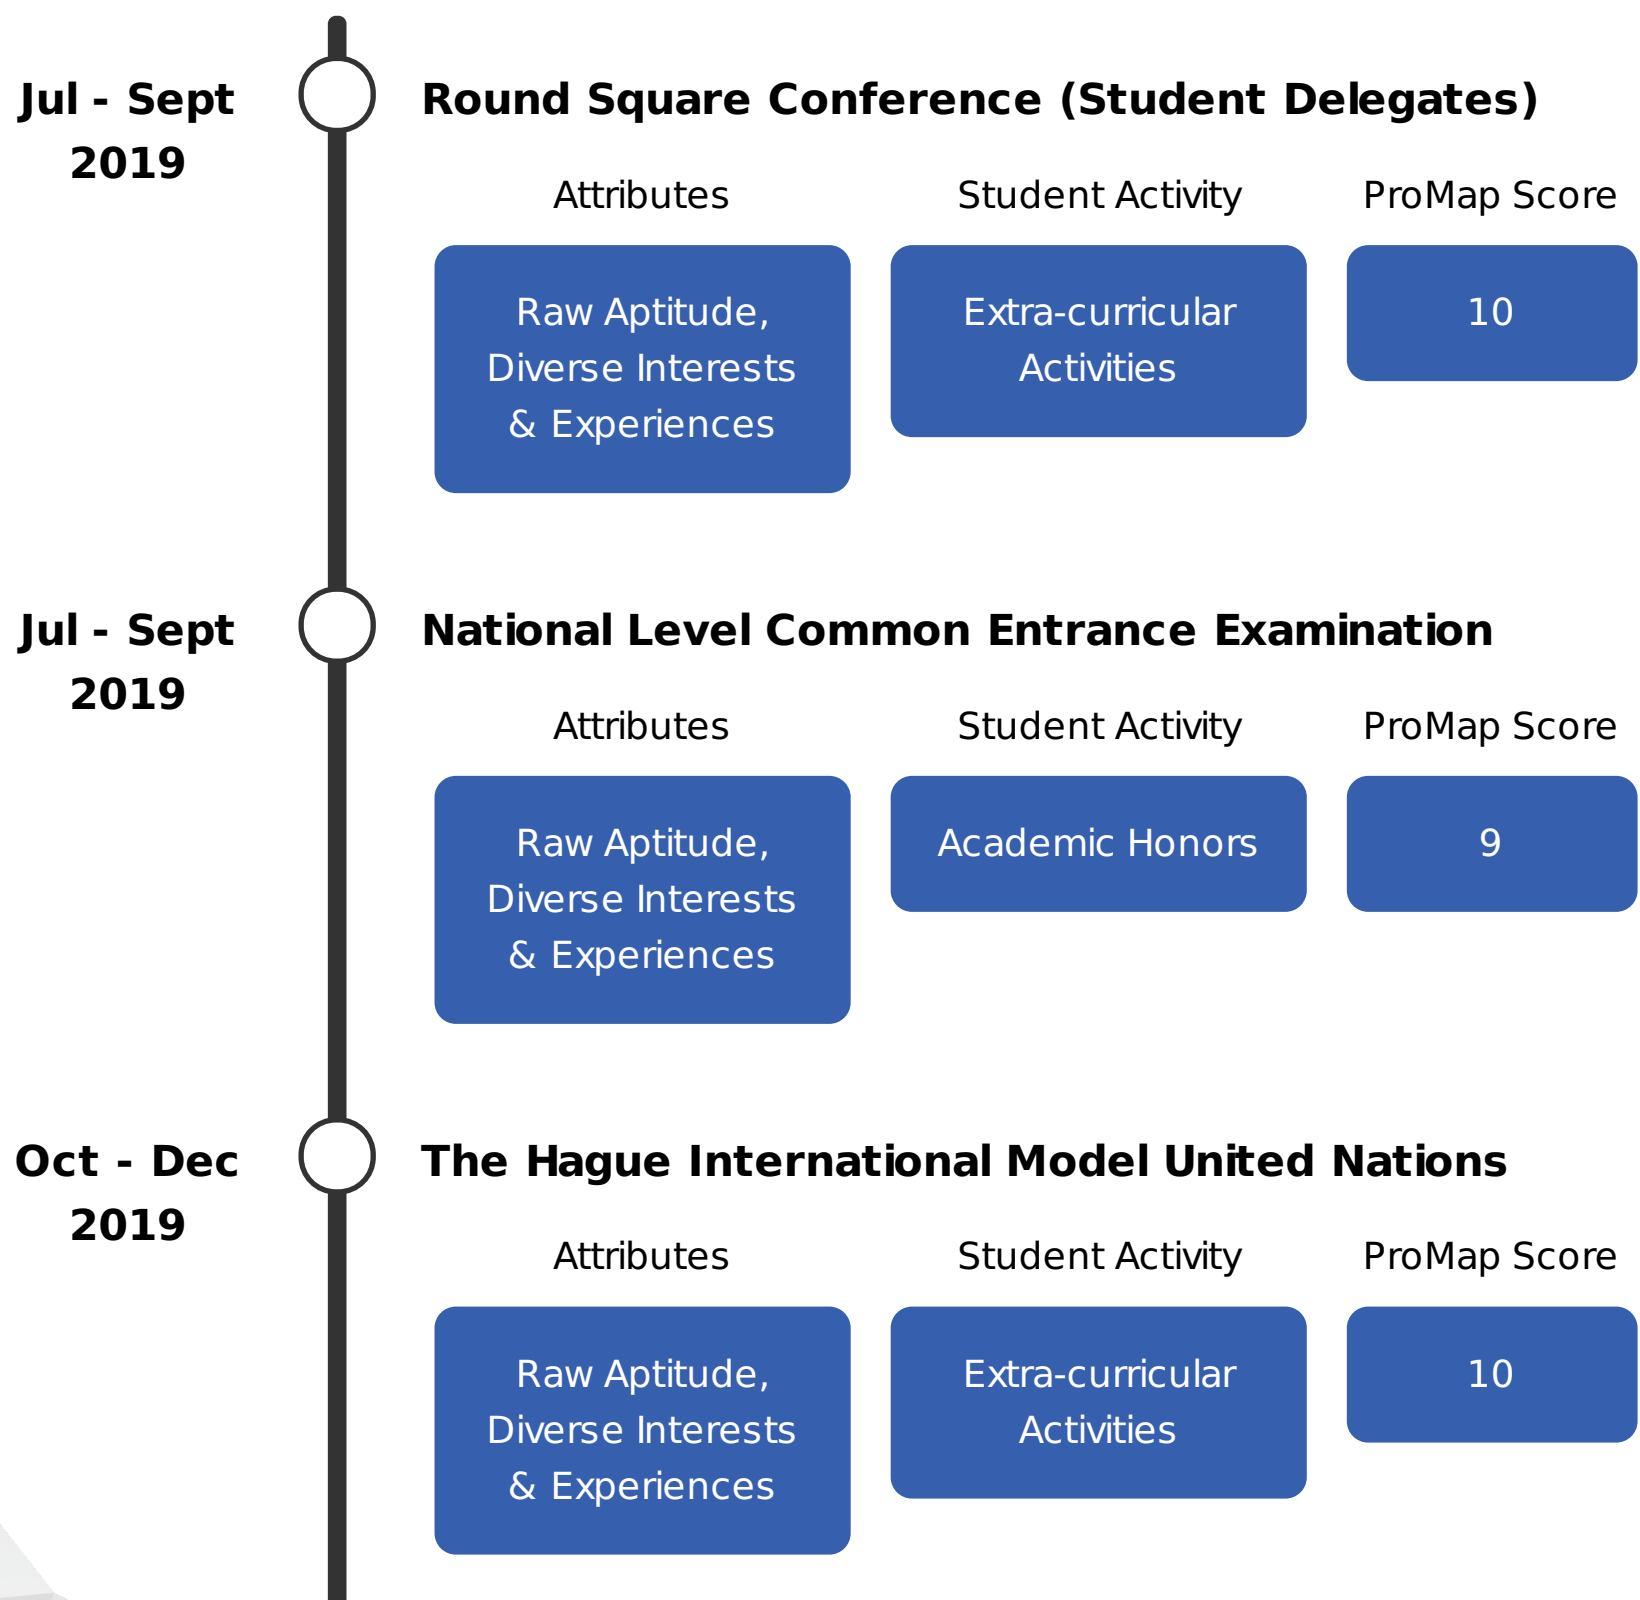 Jul - Sept
2019
Round Square Conference (Student Delegates)
Attributes
Student Activity
ProMap Score
Raw Aptitude,
Diverse Interests
& Experiences
Extra-curricular
Activities
10
Jul - Sept
2019
National Level Common Entrance Examination
Attributes
Student Activity
ProMap Score
Raw Aptitude,
Diverse Interests
& Experiences
Academic Honors
9
Oct - Dec
2019
The Hague International Model United Nations
Attributes
Student Activity
ProMap Score
Raw Aptitude,
Diverse Interests
& Experiences
Extra-curricular
Activities
10